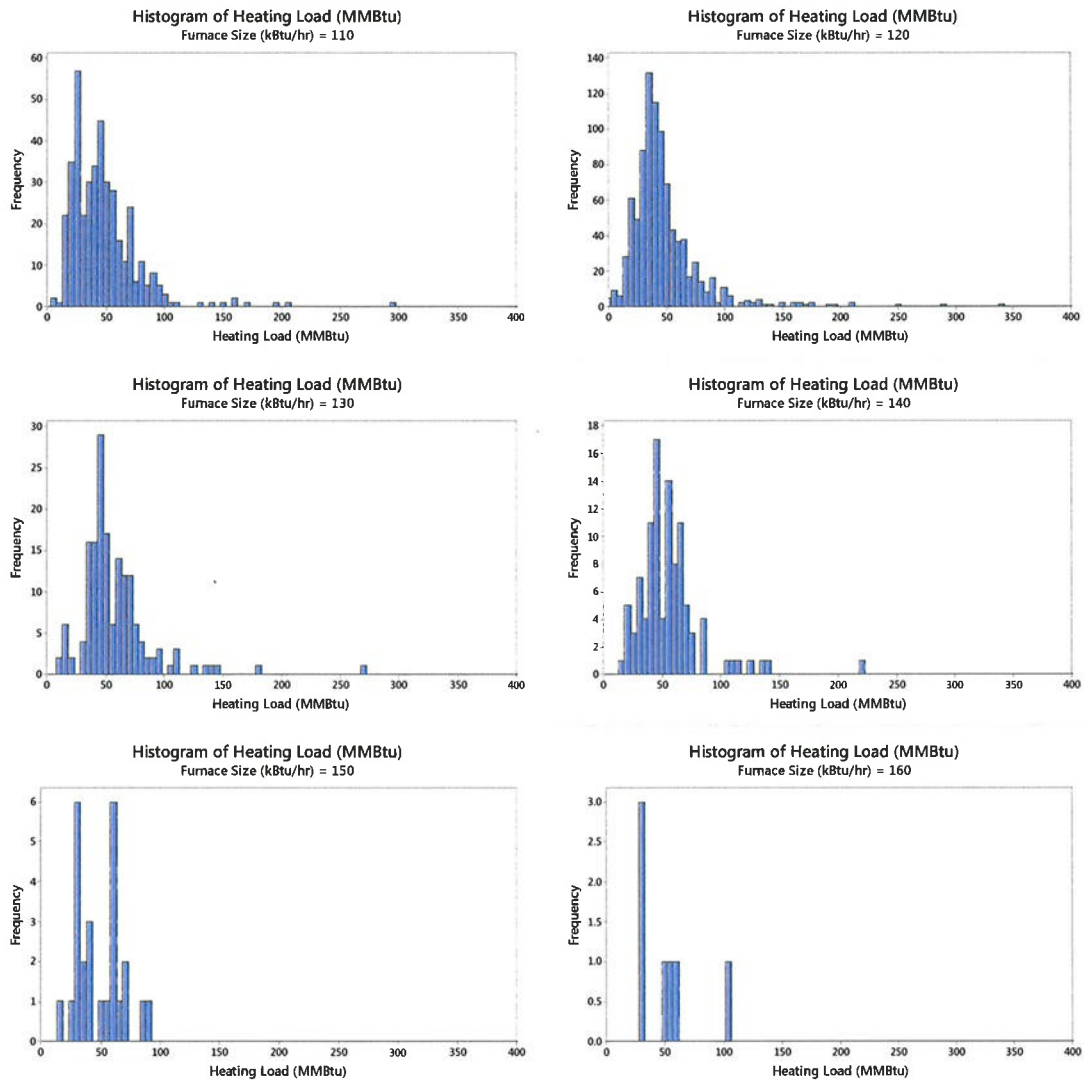 Histogram of Heating Load (MMBtu)
Furnace Size (kBtu/hr) = 110
60
50
40
30
20
10
0
Frequency
0 50 100 150 200 250 300 350 400
Heating Load (MMBtu)
Histogram of Heating Load (MMBtu)
Furnace Size (kBtu/hr) = 120
140
120
100
80
60
40
20
0
Frequency
0 50 100 150 200 250 300 350 400
Heating Load (MMBtu)
Histogram of Heating Load (MMBtu)
Furnace Size (kBtu/hr) = 130
30
25
20
15
10
5
0
Frequency
0 50 100 150 200 250 300 350 400
Heating Load (MMBtu)
Histogram of Heating Load (MMBtu)
Furnace Size (kBtu/hr) = 140
18
16
14
12
10
8
6
4
2
0
Frequency
0 50 100 150 200 250 300 350 400
Heating Load (MMBtu)
Histogram of Heating Load (MMBtu)
Furnace Size (kBtu/hr) = 150
6
5
4
3
2
1
0
Frequency
0 50 100 150 200 250 300 350 400
Heating Load (MMBtu)
Histogram of Heating Load (MMBtu)
Furnace Size (kBtu/hr) = 160
3.0
2.5
2.0
1.5
1.0
0.5
0.0
Frequency
0 50 100 150 200 250 300 350 400
Heating Load (MMBtu)